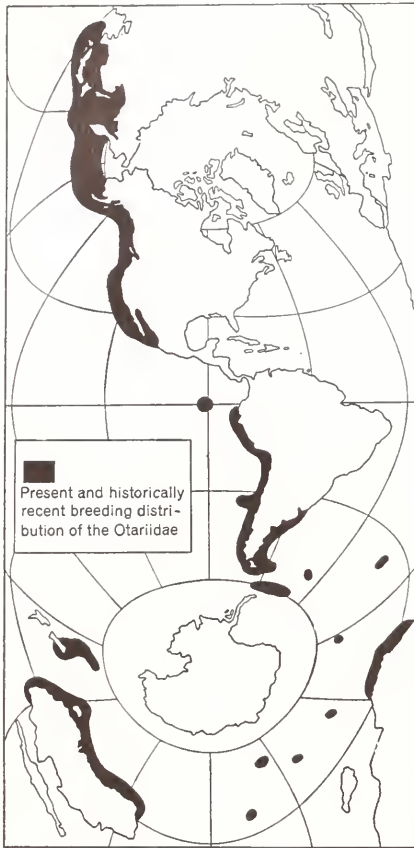 Present and historically
recent breeding distri-
bution of the Otariidae